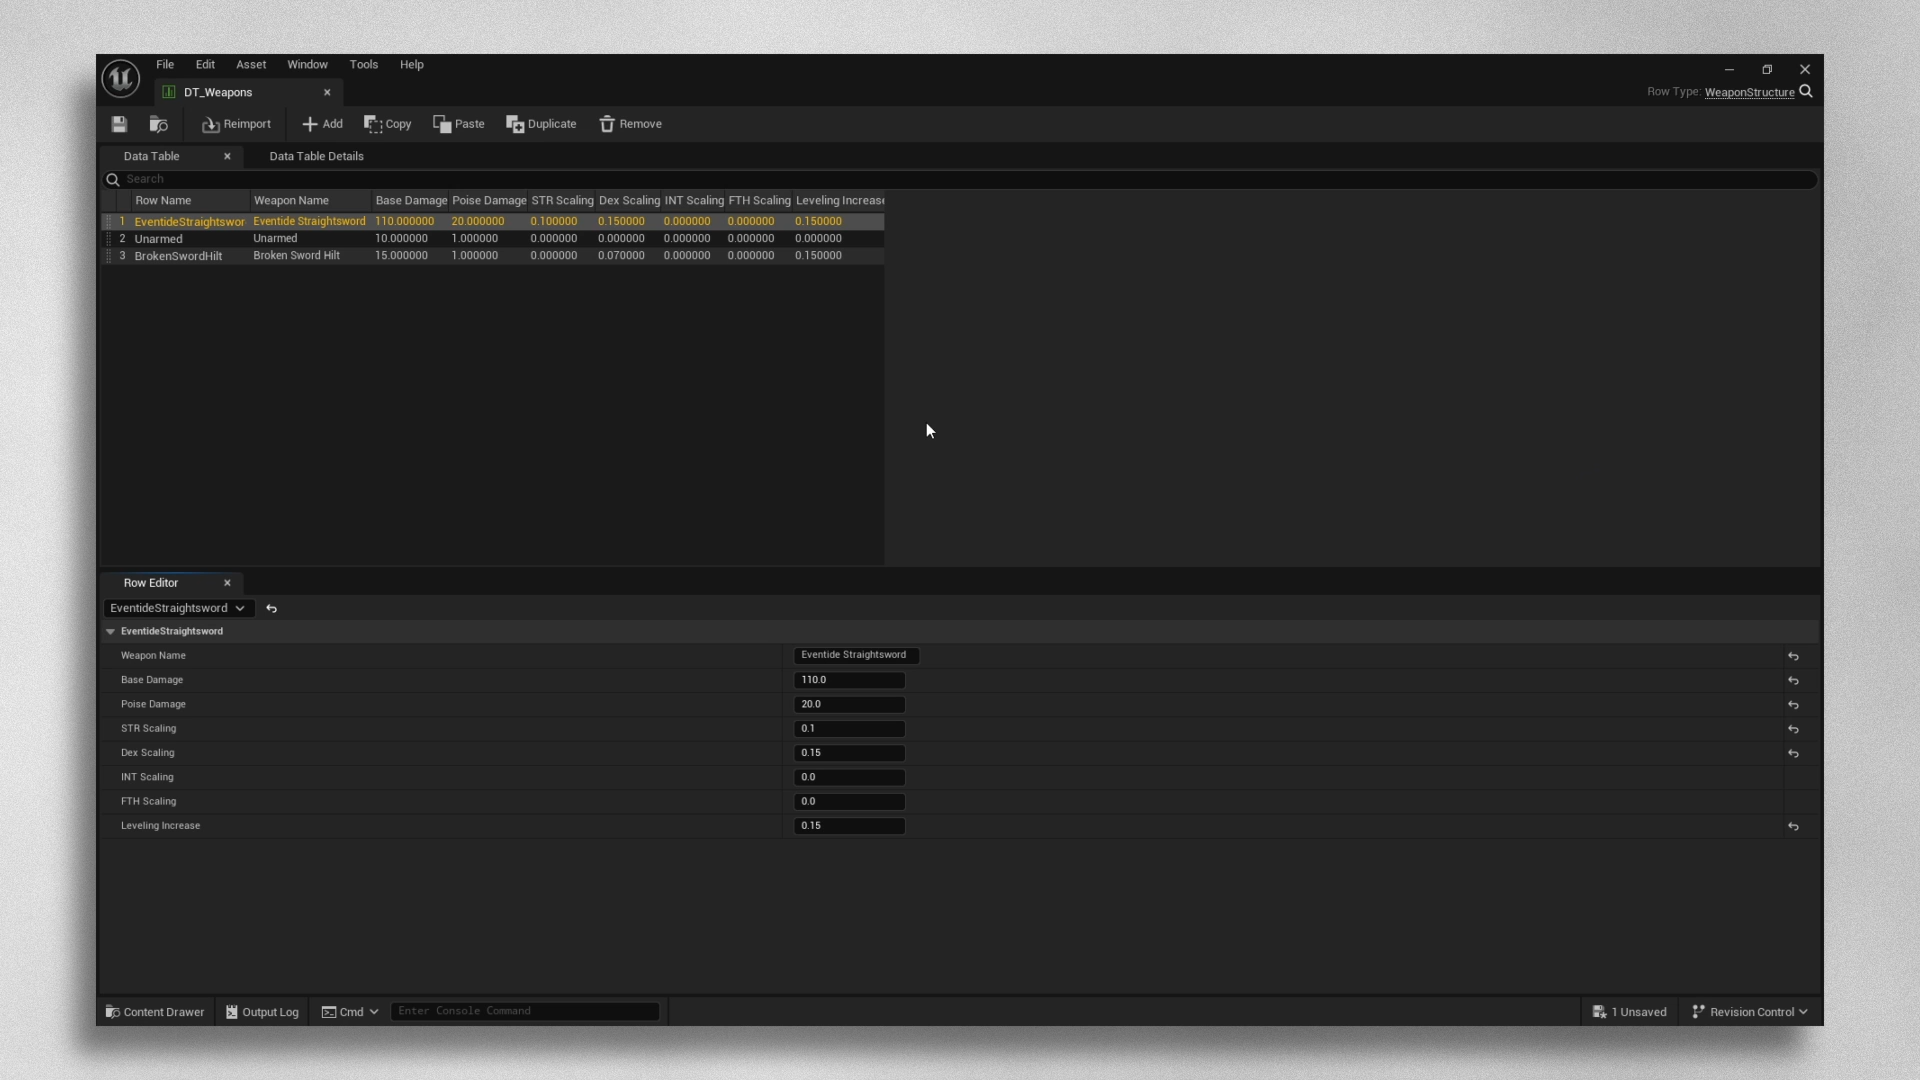 File Edit Asset Window Tools Help
DT_Weapons
Row Type: WeaponStructure
Reimport Add Copy Paste Duplicate Remove
Data Table Data Table Details
Search
Row Name Weapon Name Base Damage Poise Damage STR Scaling Dex Scaling INT Scaling FTH Scaling Leveling Increase
1 EventideStraightswor Eventide Straightsword 110.000000 20.000000 0.100000 0.150000 0.000000 0.000000 0.150000
2 Unarmed Unarmed 10.000000 1.000000 0.000000 0.000000 0.000000 0.000000 0.000000
3 BrokenSwordHilt Broken Sword Hilt 15.000000 1.000000 0.000000 0.070000 0.000000 0.000000 0.150000
Row Editor
EventideStraightsword
EventideStraightsword
Weapon Name Eventide Straightsword
Base Damage 110.0
Poise Damage 20.0
STR Scaling 0.1
Dex Scaling 0.15
INT Scaling 0.0
FTH Scaling 0.0
Leveling Increase 0.15
Content Drawer Output Log Cmd Enter Console Command 1 Unsaved Revision Control